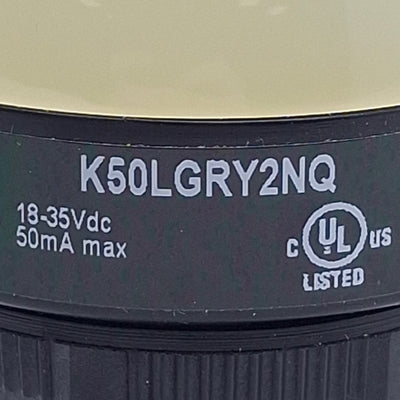 K50LGRY2NQ
18-35Vdc
50mA max
C UL US
LISTED